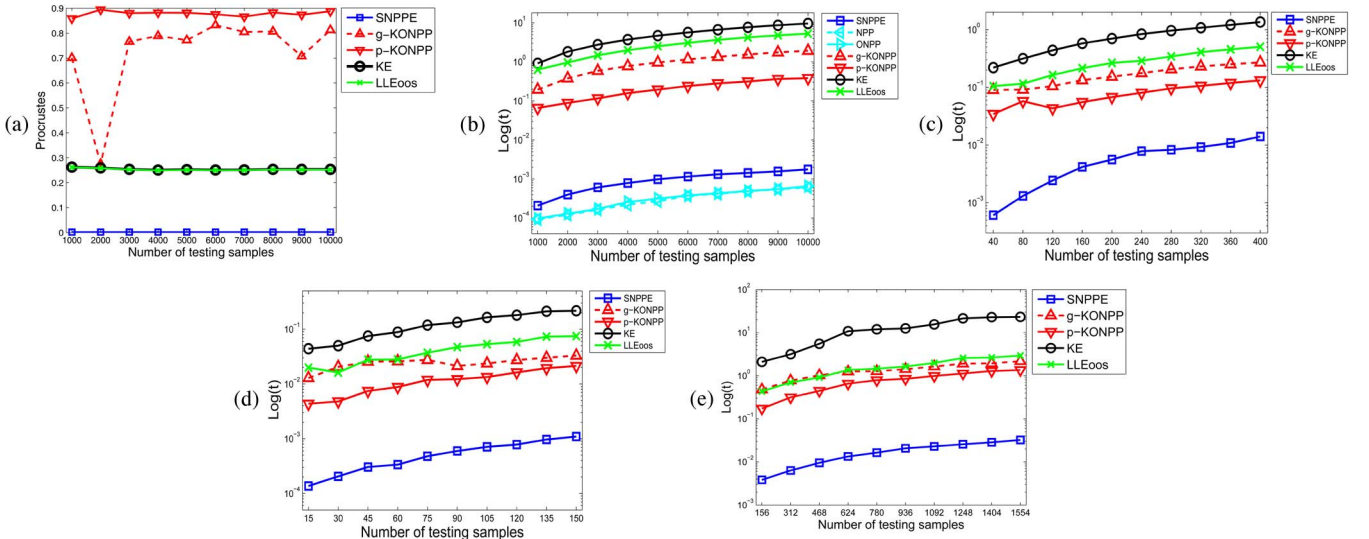 (a)
Procrustes
0.9
0.8
0.7
0.6
0.5
0.4
0.3
0.2
0.1
0
1000 2000 3000 4000 5000 6000 7000 8000 9000 10000
Number of testing samples
SNPPE
g-KONPP
p-KONPP
KE
LLEoos
(b)
Log(t)
10^1
10^0
10^-1
10^-2
10^-3
10^-4
1000 2000 3000 4000 5000 6000 7000 8000 9000 10000
Number of testing samples
SNPPE
NPP
ONPP
g-KONPP
p-KONPP
KE
LLEoos
(c)
Log(t)
10^0
10^-1
10^-2
10^-3
40 80 120 160 200 240 280 320 360 400
Number of testing samples
SNPPE
g-KONPP
p-KONPP
KE
LLEoos
(d)
Log(t)
10^-1
10^-2
10^-3
10^-4
15 30 45 60 75 90 105 120 135 150
Number of testing samples
SNPPE
g-KONPP
p-KONPP
KE
LLEoos
(e)
Log(t)
10^2
10^1
10^0
10^-1
10^-2
10^-3
156 312 468 624 780 936 1092 1248 1404 1554
Number of testing samples
SNPPE
g-KONPP
p-KONPP
KE
LLEoos